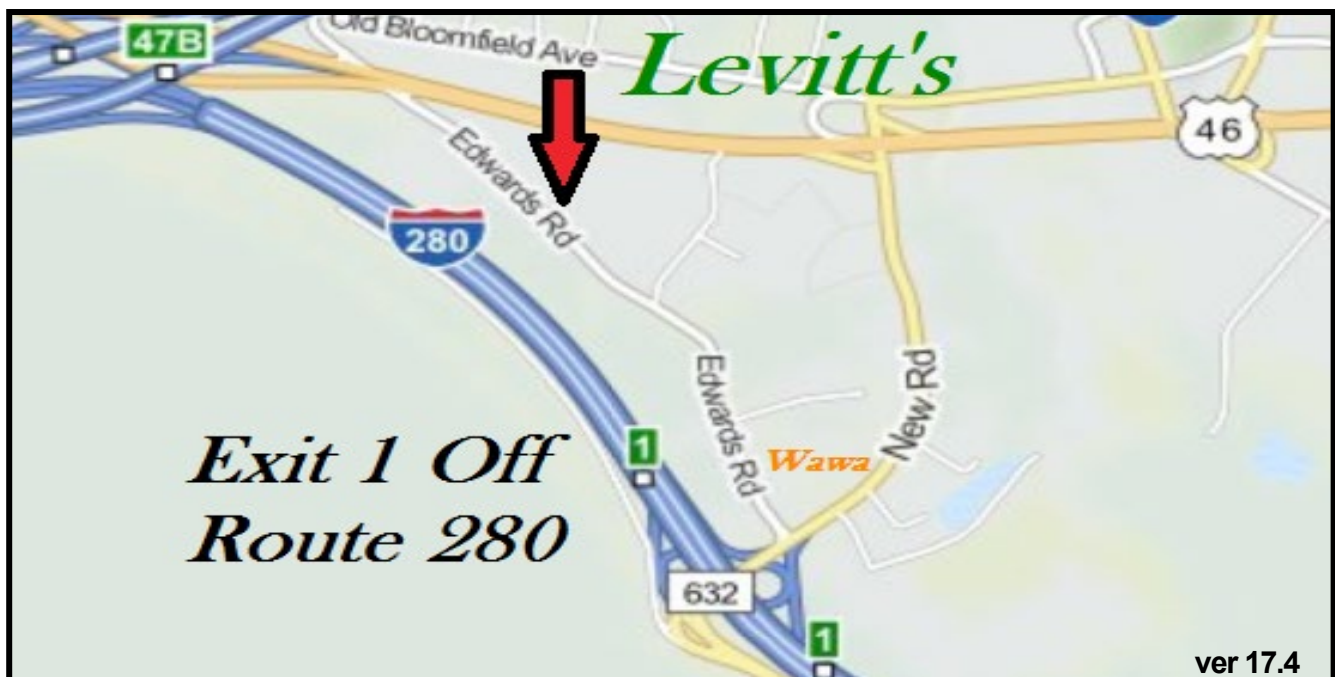 Old Bloomfield Ave
47B
Levitt's
46
Edwards Rd
280
Edwards Rd
New Rd
Wawa
1
Exit 1 Off
Route 280
632
1
ver 17.4